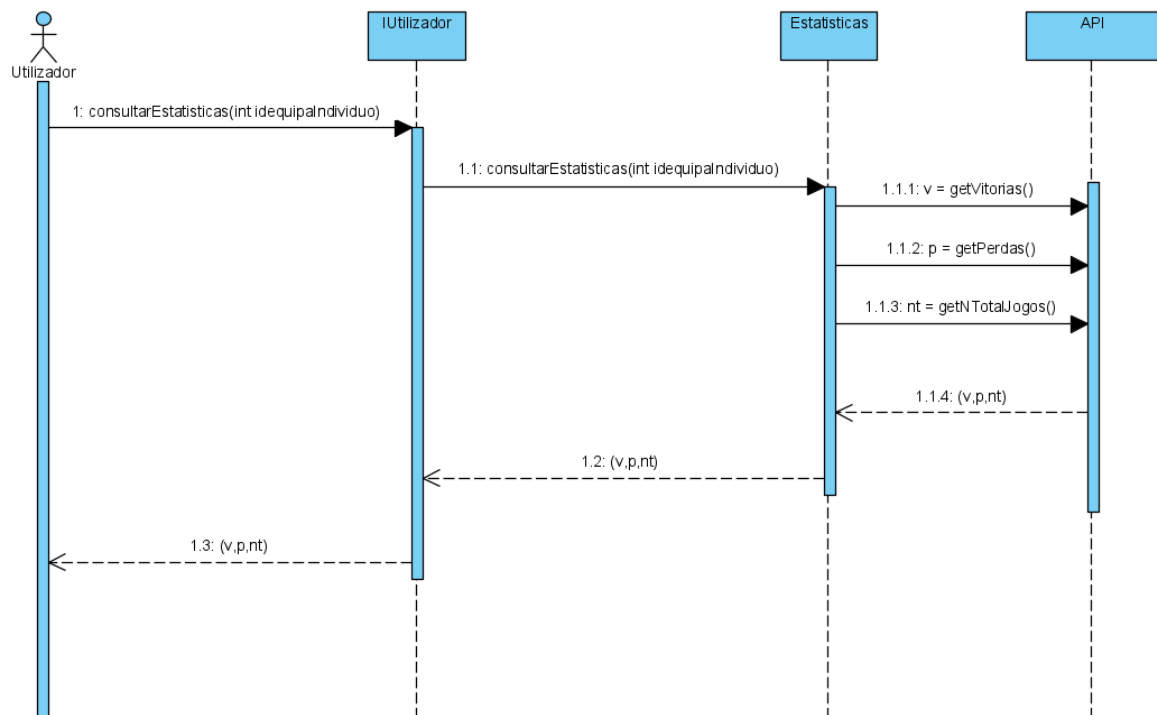 IUtilizador
Estatisticas
API
Utilizador
1: consultarEstatisticas(int idequipaIndividuo)
1.1: consultarEstatisticas(int idequipaIndividuo)
1.1.1: v = getVitorias()
1.1.2: p = getPerdas()
1.1.3: nt = getNTotalJogos()
1.1.4: (v,p,nt)
1.2: (v,p,nt)
1.3: (v,p,nt)